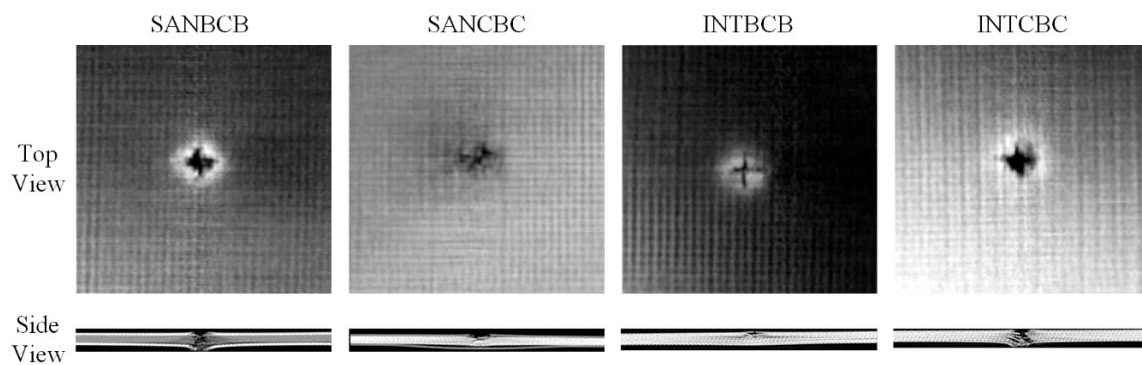 SANBCB SANCBC INTBCB INTCBC
Top
View
Side
View